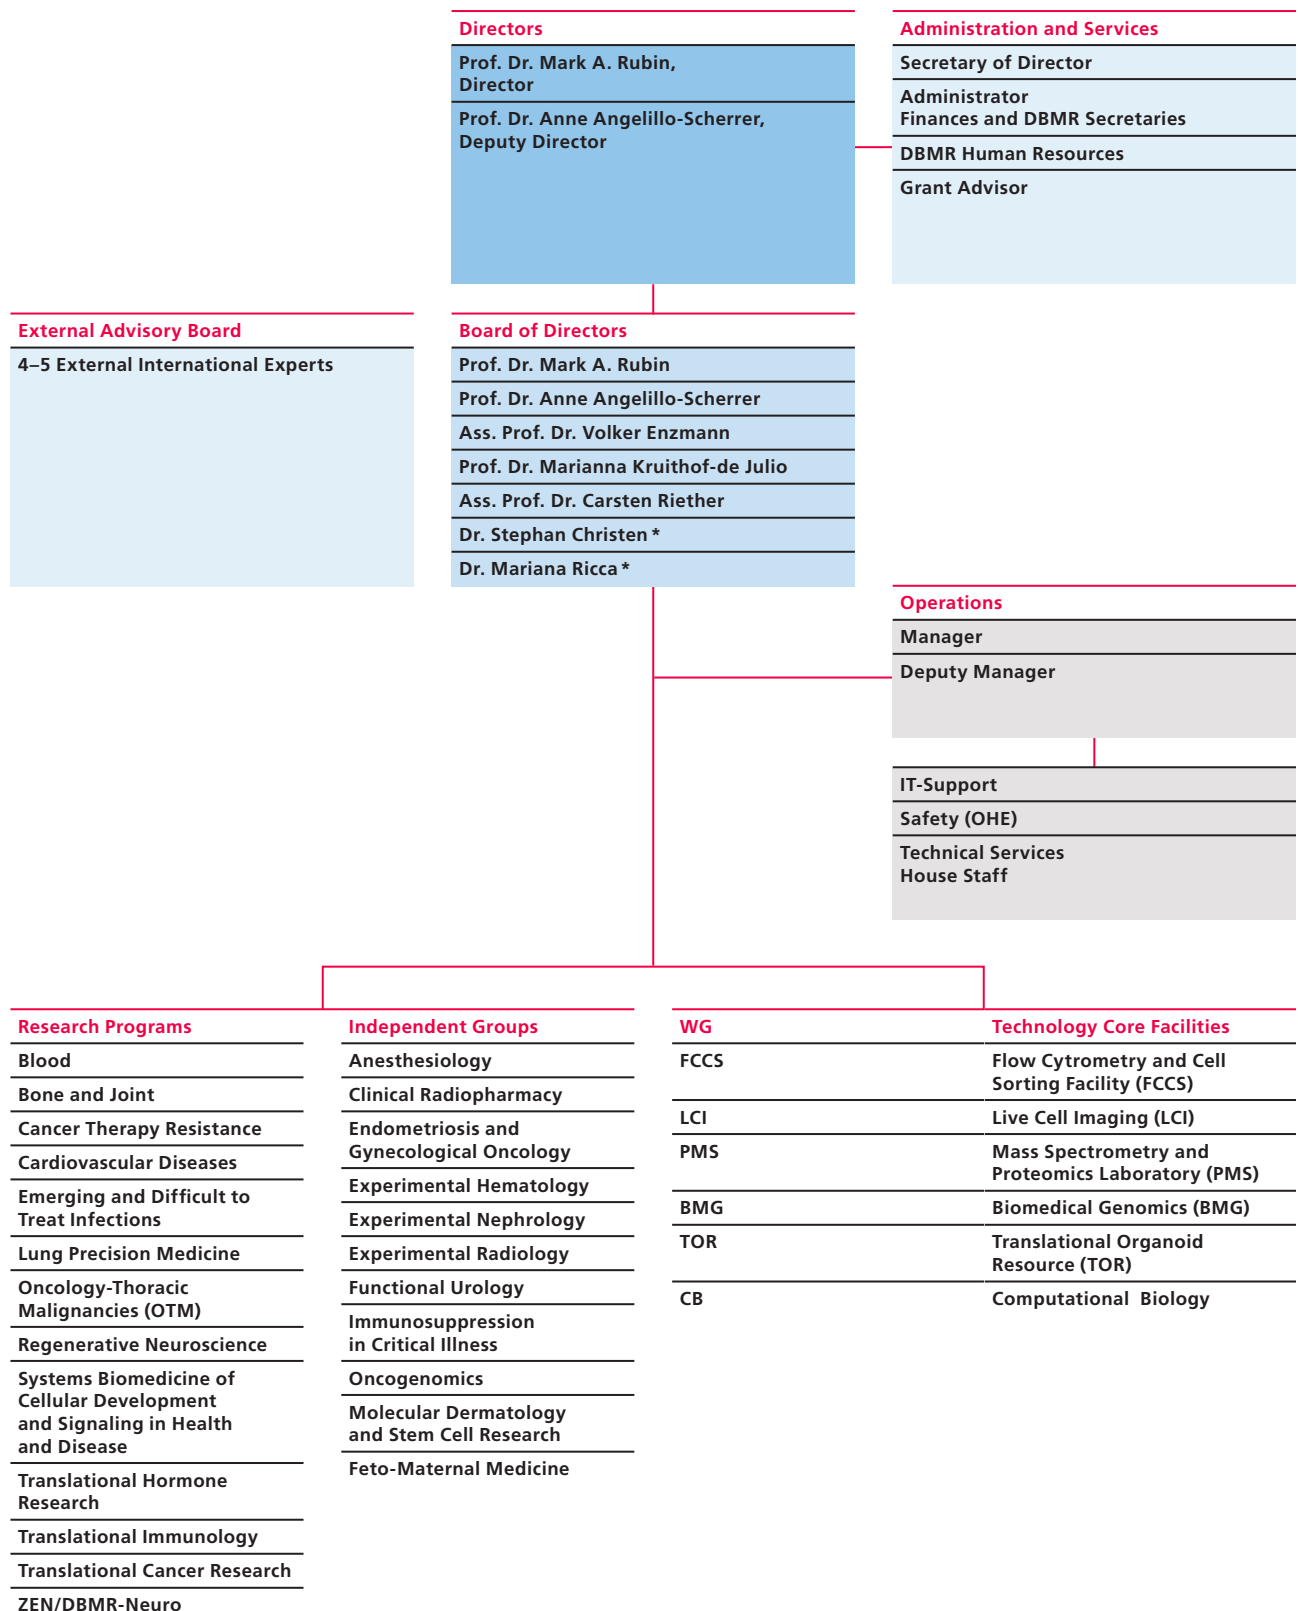 Directors
Prof. Dr. Mark A. Rubin,
Director
Prof. Dr. Anne Angelillo-Scherrer,
Deputy Director
Administration and Services
Secretary of Director
Administrator
Finances and DBMR Secretaries
DBMR Human Resources
Grant Advisor
External Advisory Board
4–5 External International Experts
Board of Directors
Prof. Dr. Mark A. Rubin
Prof. Dr. Anne Angelillo-Scherrer
Ass. Prof. Dr. Volker Enzmann
Prof. Dr. Marianna Kruithof-de Julio
Ass. Prof. Dr. Carsten Riether
Dr. Stephan Christen *
Dr. Mariana Ricca *
Operations
Manager
Deputy Manager
IT-Support
Safety (OHE)
Technical Services
House Staff
Research Programs
Blood
Bone and Joint
Cancer Therapy Resistance
Cardiovascular Diseases
Emerging and Difficult to
Treat Infections
Lung Precision Medicine
Oncology-Thoracic
Malignancies (OTM)
Regenerative Neuroscience
Systems Biomedicine of
Cellular Development
and Signaling in Health
and Disease
Translational Hormone
Research
Translational Immunology
Translational Cancer Research
ZEN/DBMR-Neuro
Independent Groups
Anesthesiology
Clinical Radiopharmacy
Endometriosis and
Gynecological Oncology
Experimental Hematology
Experimental Nephrology
Experimental Radiology
Functional Urology
Immunosuppression
in Critical Illness
Oncogenomics
Molecular Dermatology
and Stem Cell Research
Feto-Maternal Medicine
WG
Technology Core Facilities
FCCS
Flow Cytrometry and Cell
Sorting Facility (FCCS)
LCI
Live Cell Imaging (LCI)
PMS
Mass Spectrometry and
Proteomics Laboratory (PMS)
BMG
Biomedical Genomics (BMG)
TOR
Translational Organoid
Resource (TOR)
CB
Computational Biology